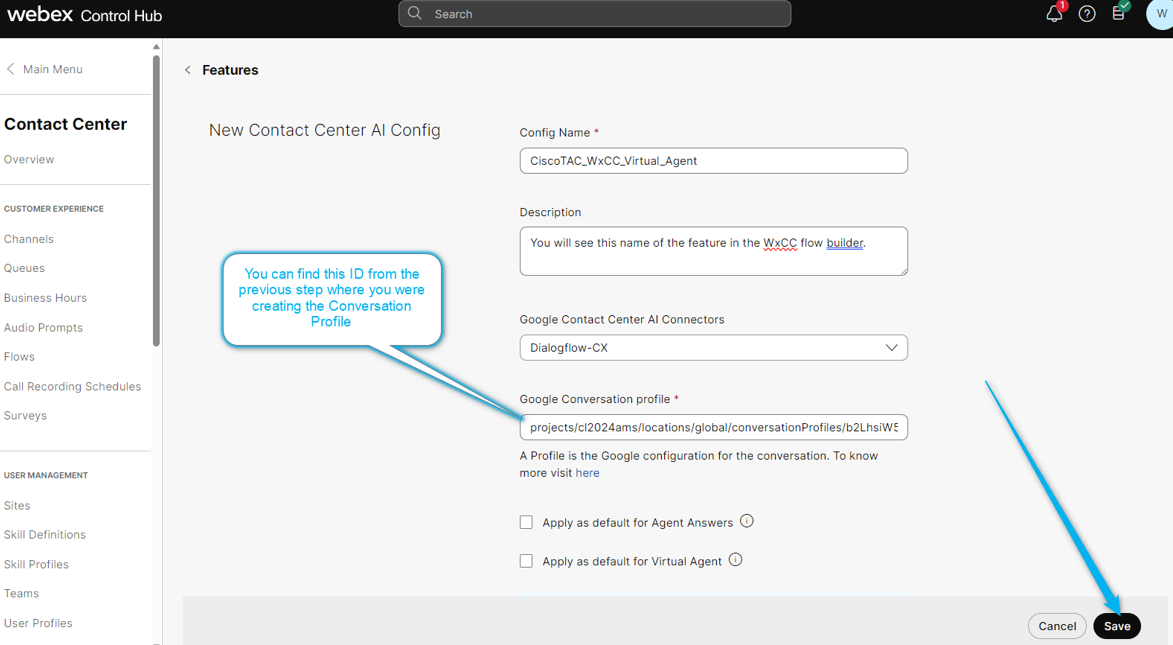 webex Control Hub
Search
1
W
Main Menu
Contact Center
Overview
CUSTOMER EXPERIENCE
Channels
Queues
Business Hours
Audio Prompts
Flows
Call Recording Schedules
Surveys
USER MANAGEMENT
Sites
Skill Definitions
Skill Profiles
Teams
User Profiles
Features
New Contact Center AI Config
Config Name *
CiscoTAC_WxCC_Virtual_Agent
Description
You will see this name of the feature in the WxCC flow builder.
You can find this ID from the
previous step where you were
creating the Conversation
Profile
Google Contact Center AI Connectors
Dialogflow-CX
Google Conversation profile *
projects/cl2024ams/locations/global/conversationProfiles/b2LhsiW5
A Profile is the Google configuration for the conversation. To know
more visit here
Apply as default for Agent Answers
Apply as default for Virtual Agent
Cancel
Save